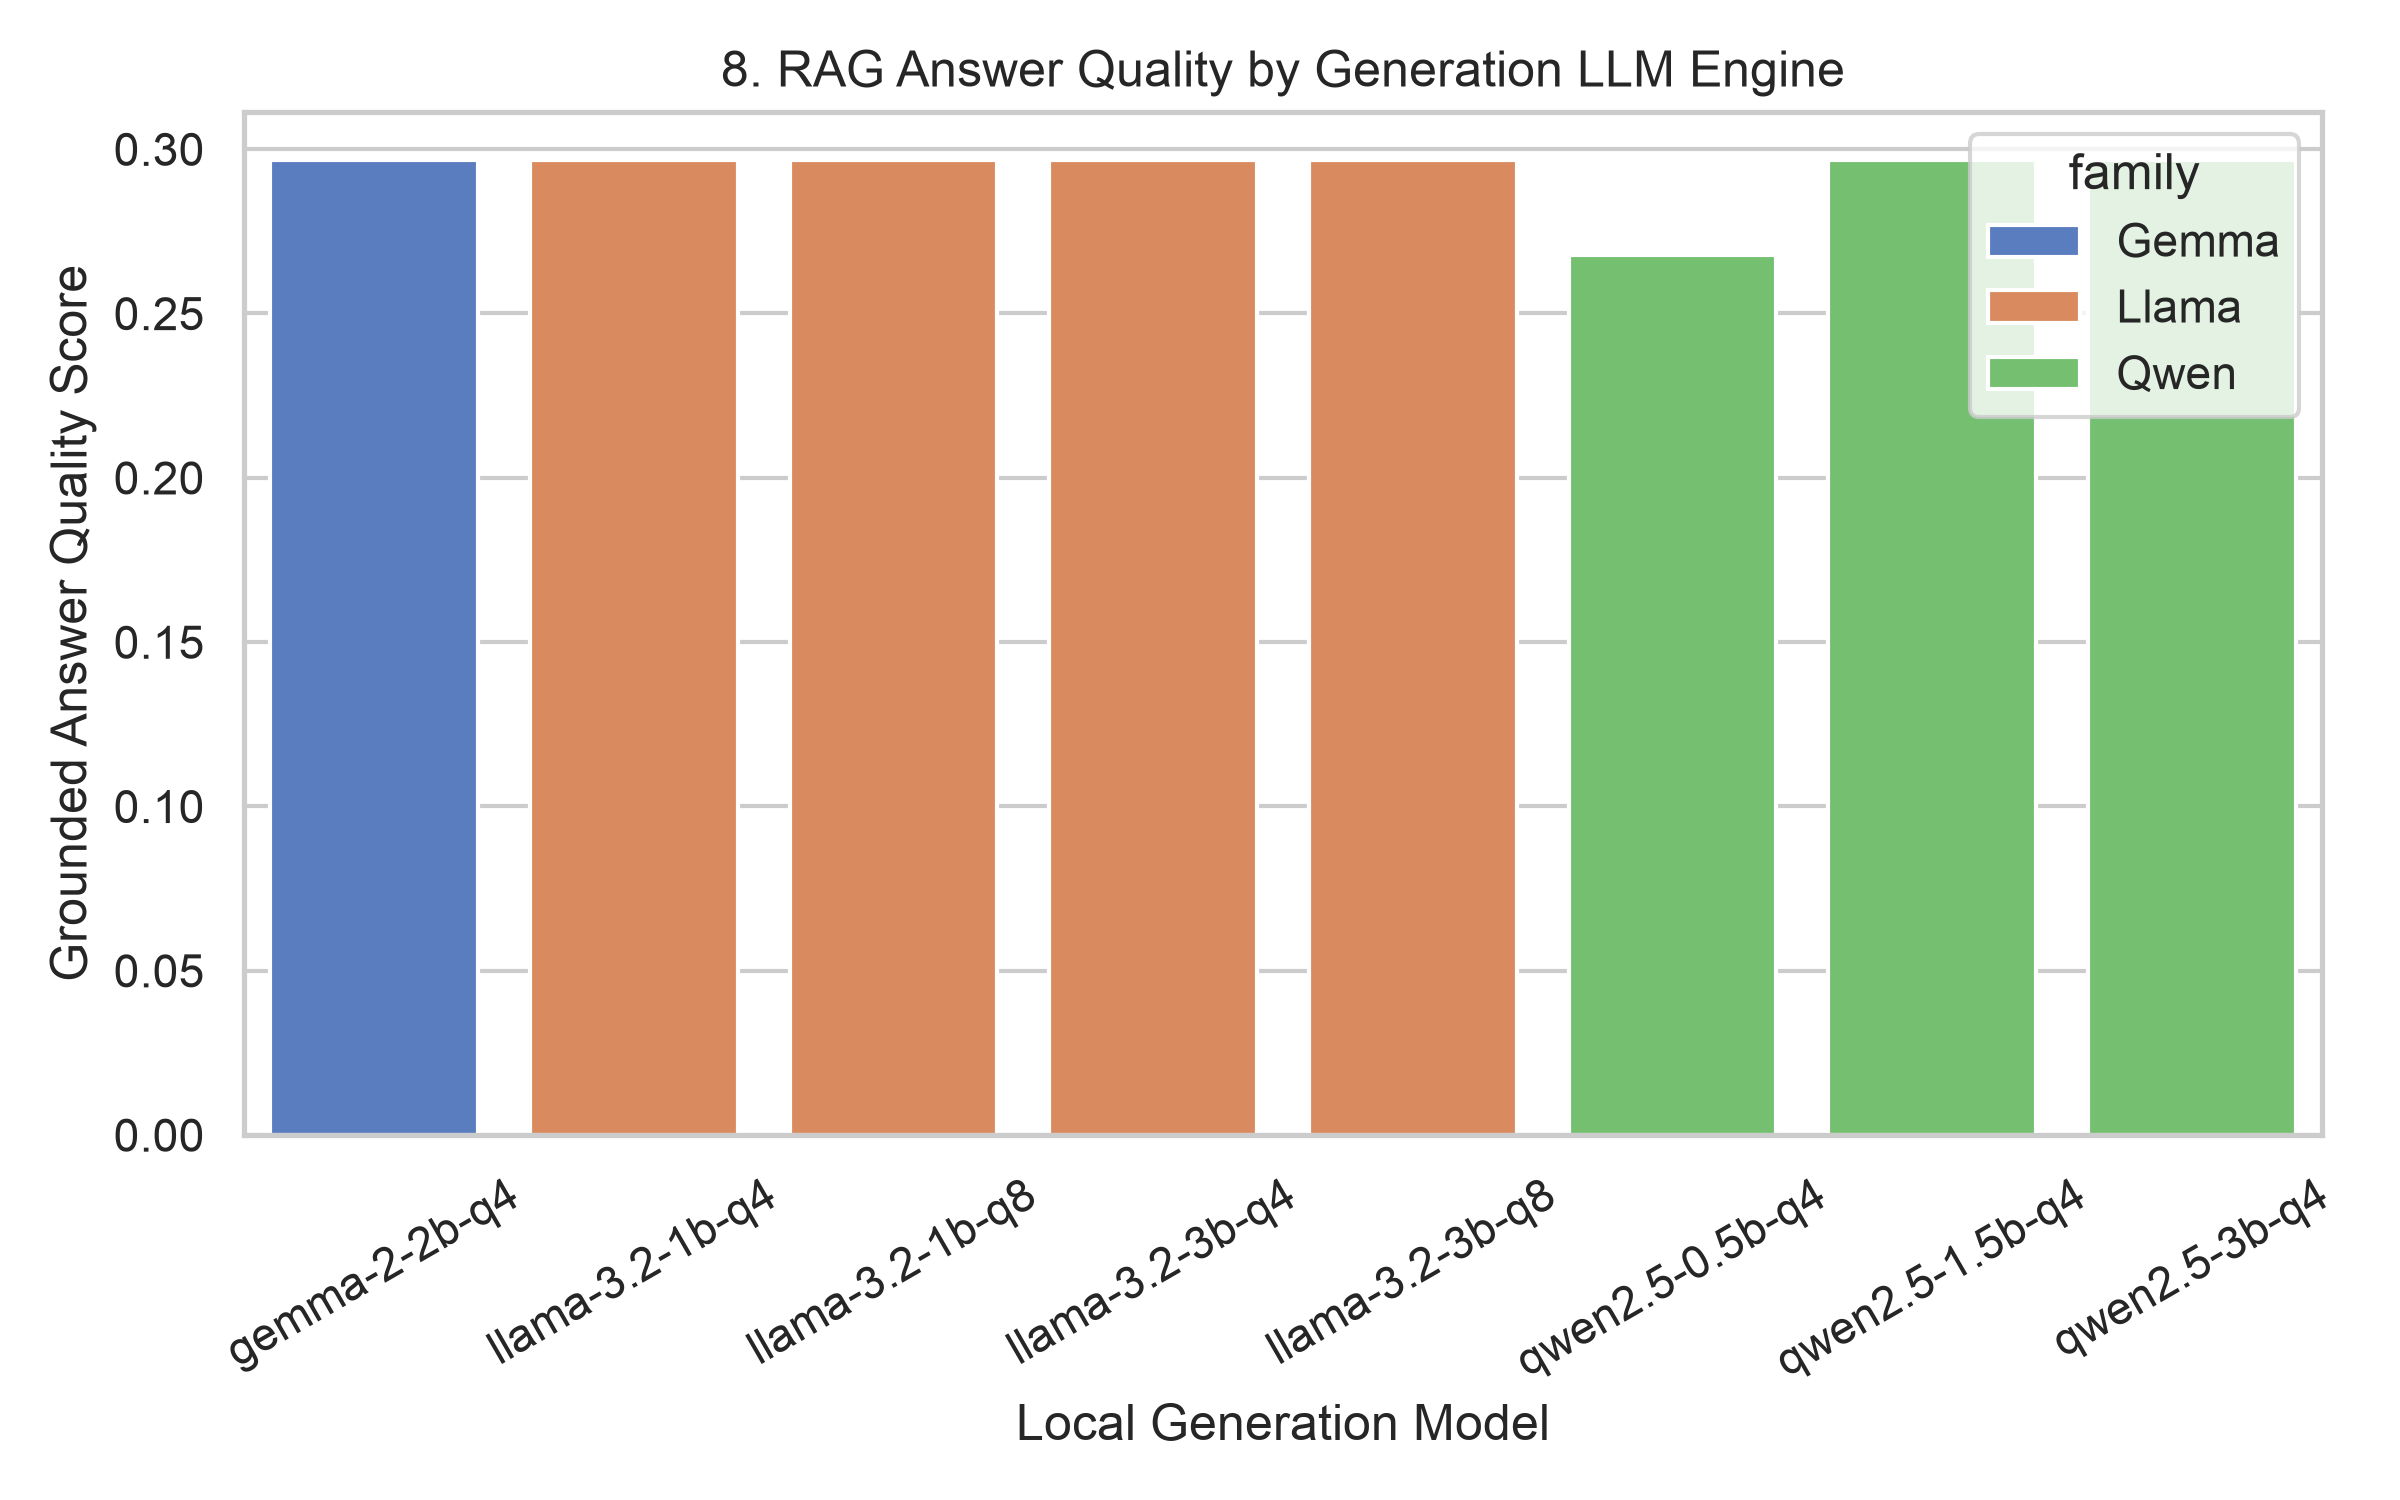 8. RAG Answer Quality by Generation LLM Engine
Grounded Answer Quality Score
0.30
0.25
0.20
0.15
0.10
0.05
0.00
family
Gemma
Llama
Qwen
gemma-2-2b-q4
llama-3.2-1b-q4
llama-3.2-1b-q8
llama-3.2-3b-q4
llama-3.2-3b-q8
qwen2.5-0.5b-q4
qwen2.5-1.5b-q4
qwen2.5-3b-q4
Local Generation Model